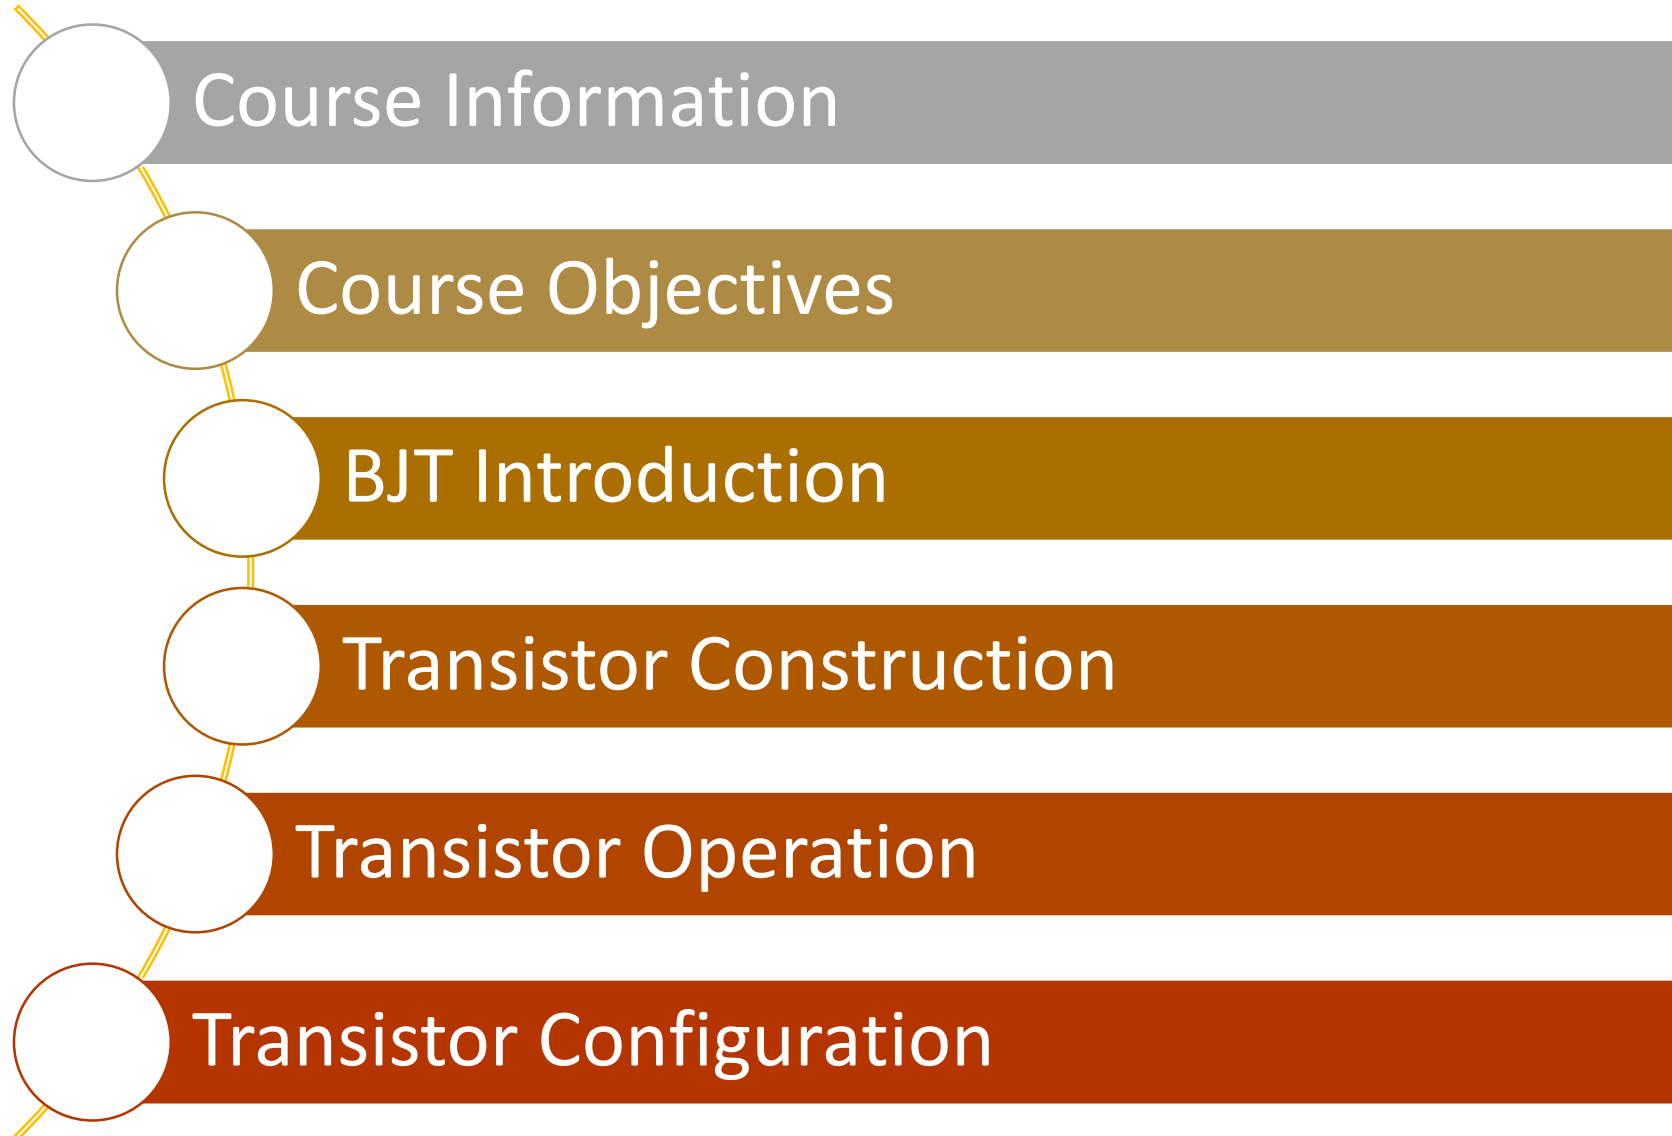 Course Information
Course Objectives
BJT Introduction
Transistor Construction
Transistor Operation
Transistor Configuration